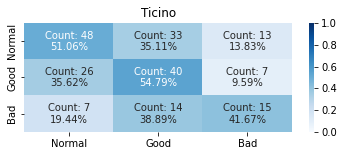 Ticino
Normal
Count: 48
51.06%
Count: 33
35.11%
Count: 13
13.83%
Good
Count: 26
35.62%
Count: 40
54.79%
Count: 7
9.59%
Bad
Count: 7
19.44%
Count: 14
38.89%
Count: 15
41.67%
Normal
Good
Bad
1.0
0.8
0.6
0.4
0.2
0.0